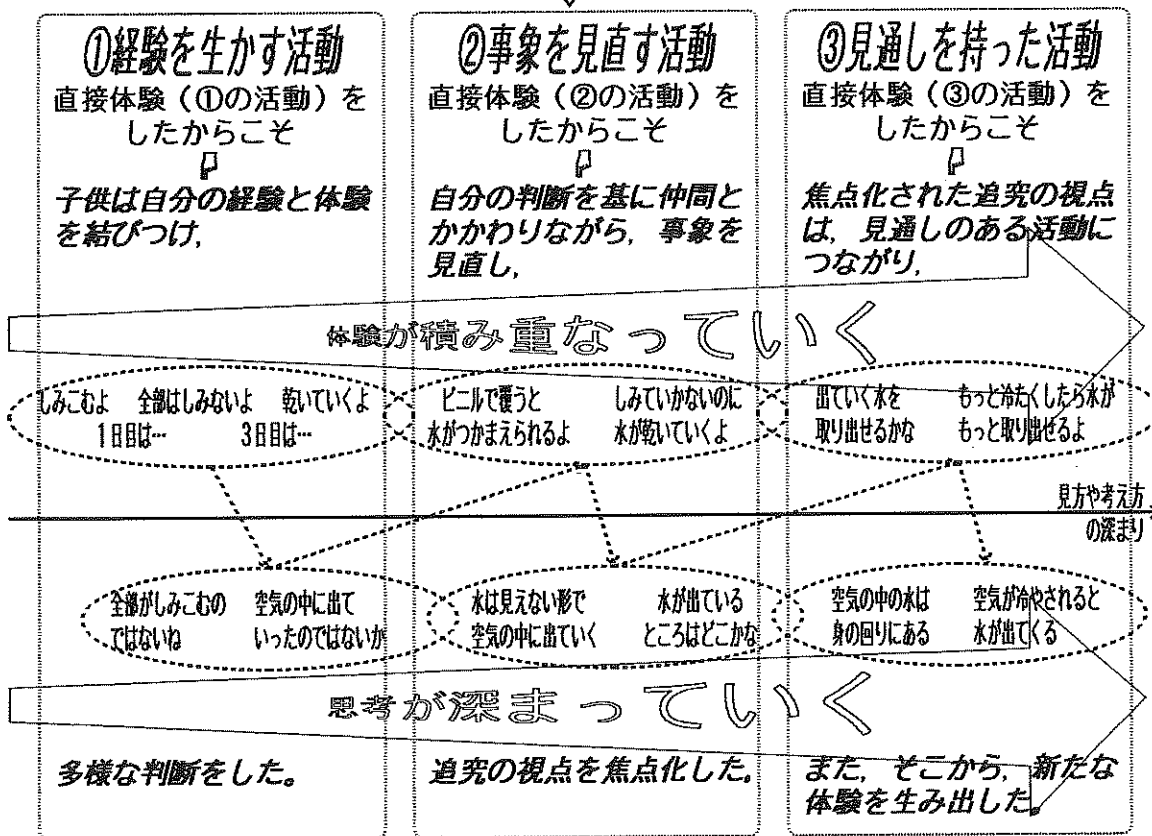 ①経験を生かす活動
直接体験（①の活動）を
したからこそ
子供は自分の経験と体験
を結びつけ，
②事象を見直す活動
直接体験（②の活動）を
したからこそ
自分の判断を基に仲間と
かかわりながら，事象を
見直し，
③見通しを持った活動
直接体験（③の活動）を
したからこそ
焦点化された追究の視点
は，見通しのある活動に
つながり，
体験が積み重なっていく
しみこむよ　全部はしみないよ　乾いていくよ
1日目は…　3日目は…
ビニルで覆うと　しみていかないのに
水がつかまえられるよ　水が乾いていくよ
出ていく水を　もっと冷たくしたら水が
取り出せるかな　もっと取り出せるよ
見方や考え方
の深まり
全部がしみこむの　空気の中に出て
ではないね　いったのではないか
水は見えない形で　水が出ている
空気の中に出ていく　ところはどこかな
空気の中の水は　空気が冷やされると
身の回りにある　水が出てくる
思考が深まっていく
多様な判断をした。
追究の視点を焦点化した。
また，そこから，新たな
体験を生み出した。